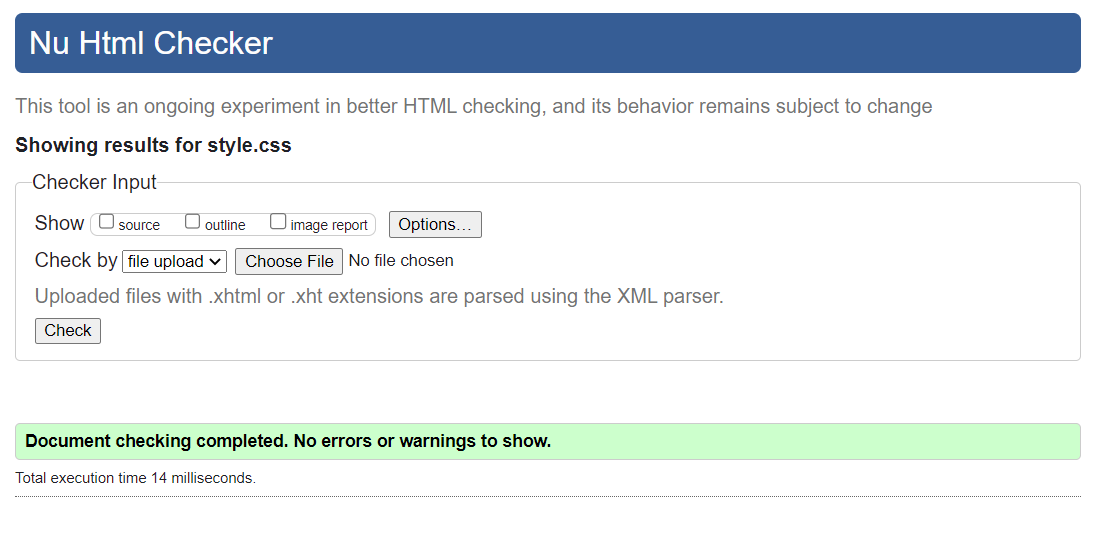 Nu Html Checker
This tool is an ongoing experiment in better HTML checking, and its behavior remains subject to change
Showing results for style.css
Checker Input
Show source outline image report Options...
Check by file upload Choose File No file chosen
Uploaded files with .xhtml or .xht extensions are parsed using the XML parser.
Check
Document checking completed. No errors or warnings to show.
Total execution time 14 milliseconds.